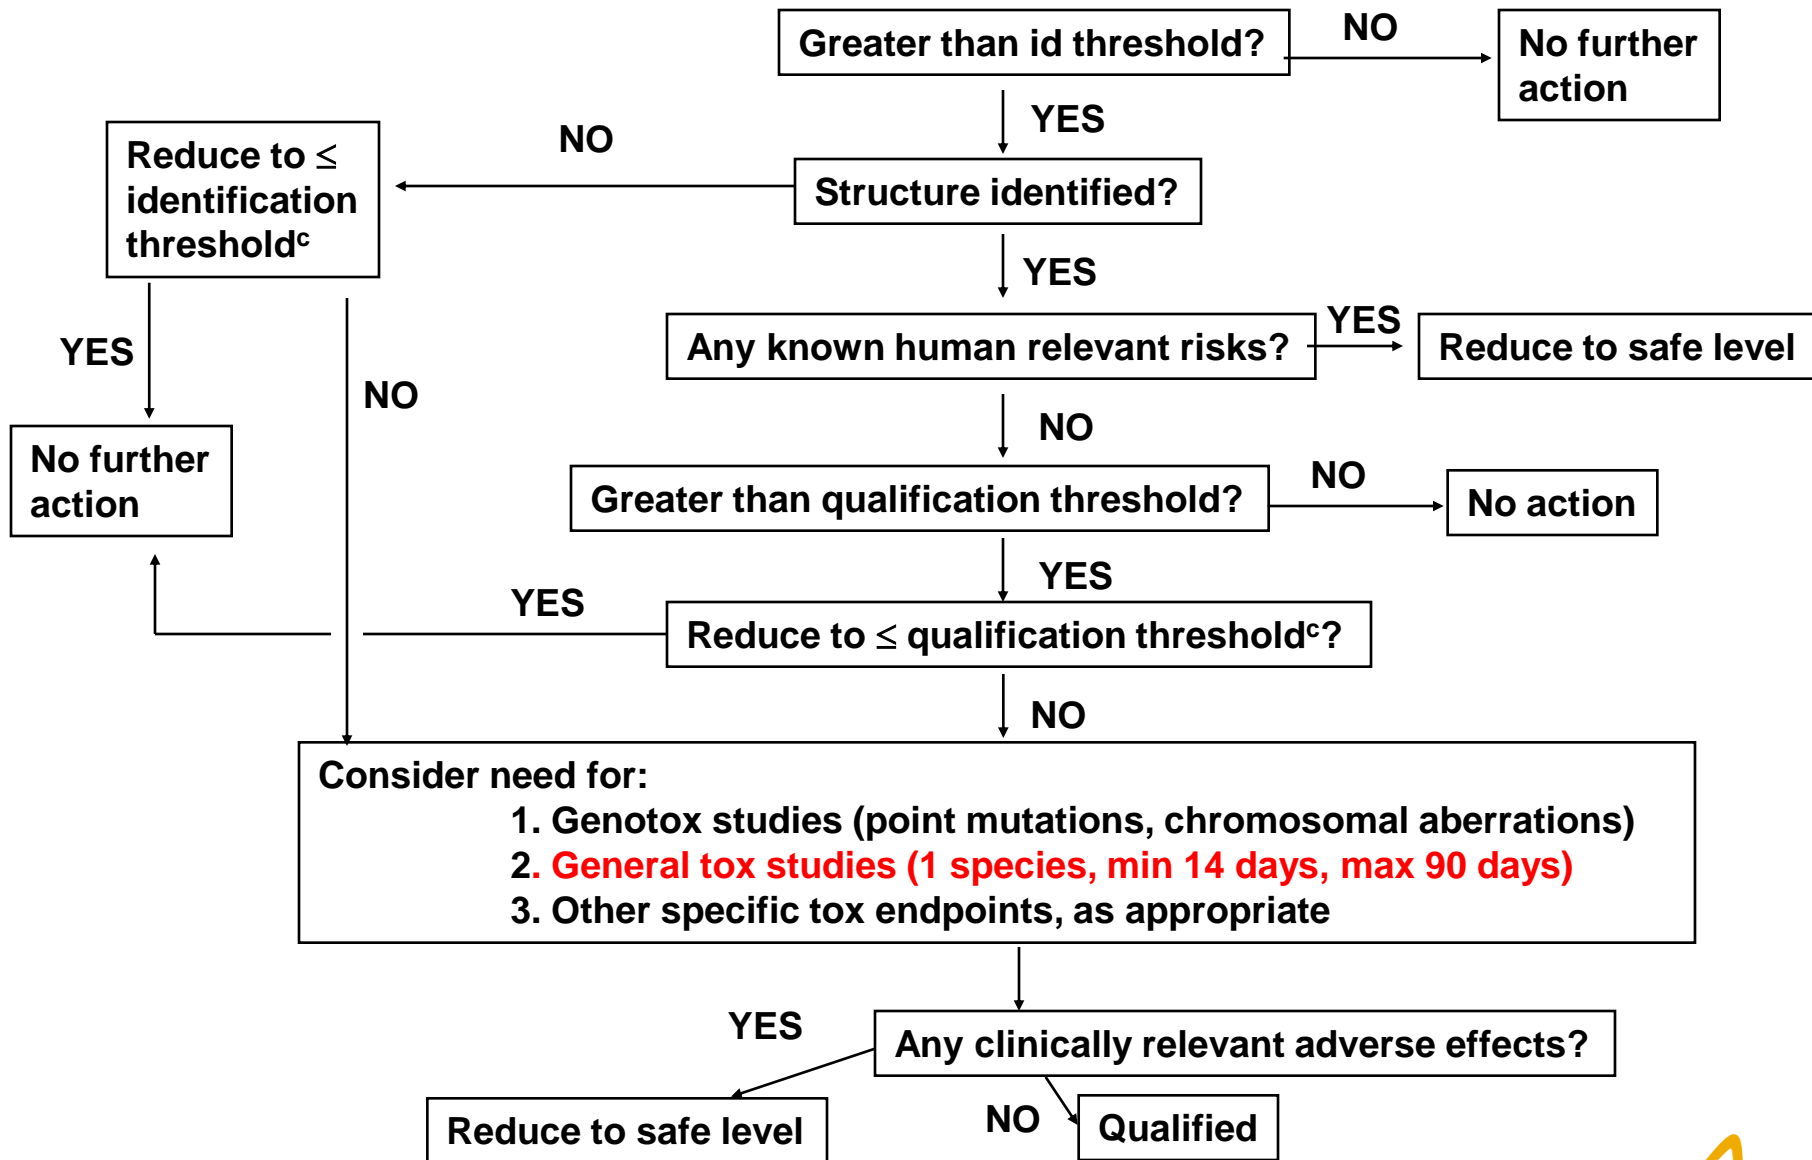 Greater than id threshold?
NO
No further
action
YES
NO
Reduce to ≤
identification
thresholdᶜ
Structure identified?
YES
YES
Any known human relevant risks?
YES
Reduce to safe level
NO
NO
No further
action
Greater than qualification threshold?
NO
No action
YES
YES
Reduce to ≤ qualification thresholdᶜ?
NO
Consider need for:
1. Genotox studies (point mutations, chromosomal aberrations)
2. General tox studies (1 species, min 14 days, max 90 days)
3. Other specific tox endpoints, as appropriate
YES
Any clinically relevant adverse effects?
Reduce to safe level
NO
Qualified